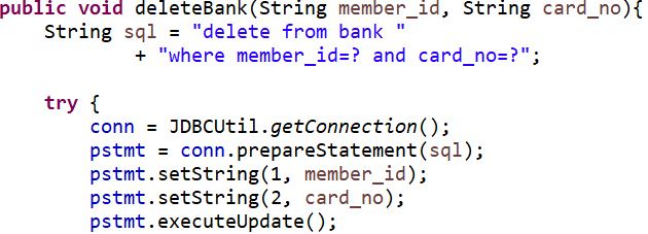 public void deleteBank(String member_id, String card_no){
    String sql = "delete from bank "
            + "where member_id=? and card_no=?";
    try {
        conn = JDBCUtil.getConnection();
        pstmt = conn.prepareStatement(sql);
        pstmt.setString(1, member_id);
        pstmt.setString(2, card_no);
        pstmt.executeUpdate();